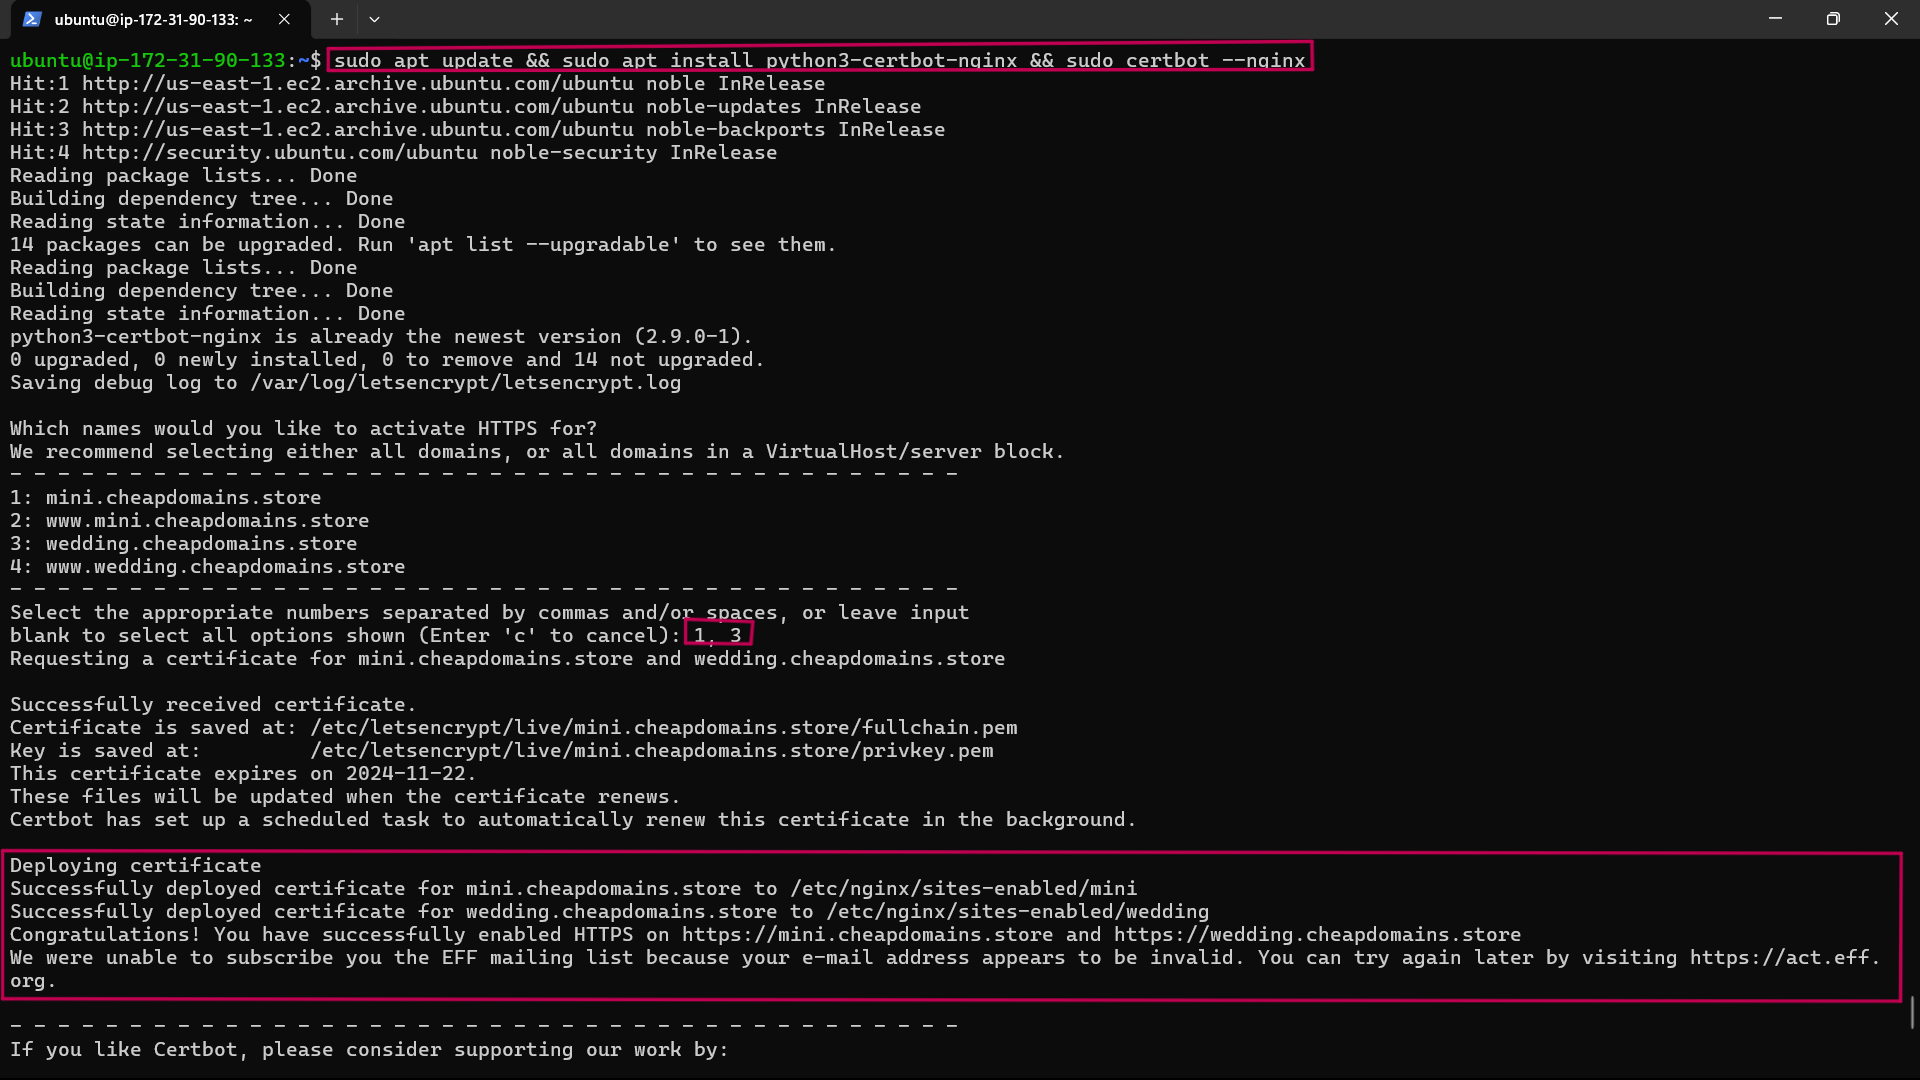 ubuntu@ip-172-31-90-133: ~
ubuntu@ip-172-31-90-133:~$ sudo apt update && sudo apt install python3-certbot-nginx && sudo certbot --nginx
Hit:1 http://us-east-1.ec2.archive.ubuntu.com/ubuntu noble InRelease
Hit:2 http://us-east-1.ec2.archive.ubuntu.com/ubuntu noble-updates InRelease
Hit:3 http://us-east-1.ec2.archive.ubuntu.com/ubuntu noble-backports InRelease
Hit:4 http://security.ubuntu.com/ubuntu noble-security InRelease
Reading package lists... Done
Building dependency tree... Done
Reading state information... Done
14 packages can be upgraded. Run 'apt list --upgradable' to see them.
Reading package lists... Done
Building dependency tree... Done
Reading state information... Done
python3-certbot-nginx is already the newest version (2.9.0-1).
0 upgraded, 0 newly installed, 0 to remove and 14 not upgraded.
Saving debug log to /var/log/letsencrypt/letsencrypt.log
Which names would you like to activate HTTPS for?
We recommend selecting either all domains, or all domains in a VirtualHost/server block.
- - - - - - - - - - - - - - - - - - - - - - - - - - - - - - - - - - - - - - - -
1: mini.cheapdomains.store
2: www.mini.cheapdomains.store
3: wedding.cheapdomains.store
4: www.wedding.cheapdomains.store
- - - - - - - - - - - - - - - - - - - - - - - - - - - - - - - - - - - - - - - -
Select the appropriate numbers separated by commas and/or spaces, or leave input
blank to select all options shown (Enter 'c' to cancel): 1, 3
Requesting a certificate for mini.cheapdomains.store and wedding.cheapdomains.store
Successfully received certificate.
Certificate is saved at: /etc/letsencrypt/live/mini.cheapdomains.store/fullchain.pem
Key is saved at:         /etc/letsencrypt/live/mini.cheapdomains.store/privkey.pem
This certificate expires on 2024-11-22.
These files will be updated when the certificate renews.
Certbot has set up a scheduled task to automatically renew this certificate in the background.
Deploying certificate
Successfully deployed certificate for mini.cheapdomains.store to /etc/nginx/sites-enabled/mini
Successfully deployed certificate for wedding.cheapdomains.store to /etc/nginx/sites-enabled/wedding
Congratulations! You have successfully enabled HTTPS on https://mini.cheapdomains.store and https://wedding.cheapdomains.store
We were unable to subscribe you the EFF mailing list because your e-mail address appears to be invalid. You can try again later by visiting https://act.eff.
org.
- - - - - - - - - - - - - - - - - - - - - - - - - - - - - - - - - - - - - - - -
If you like Certbot, please consider supporting our work by: